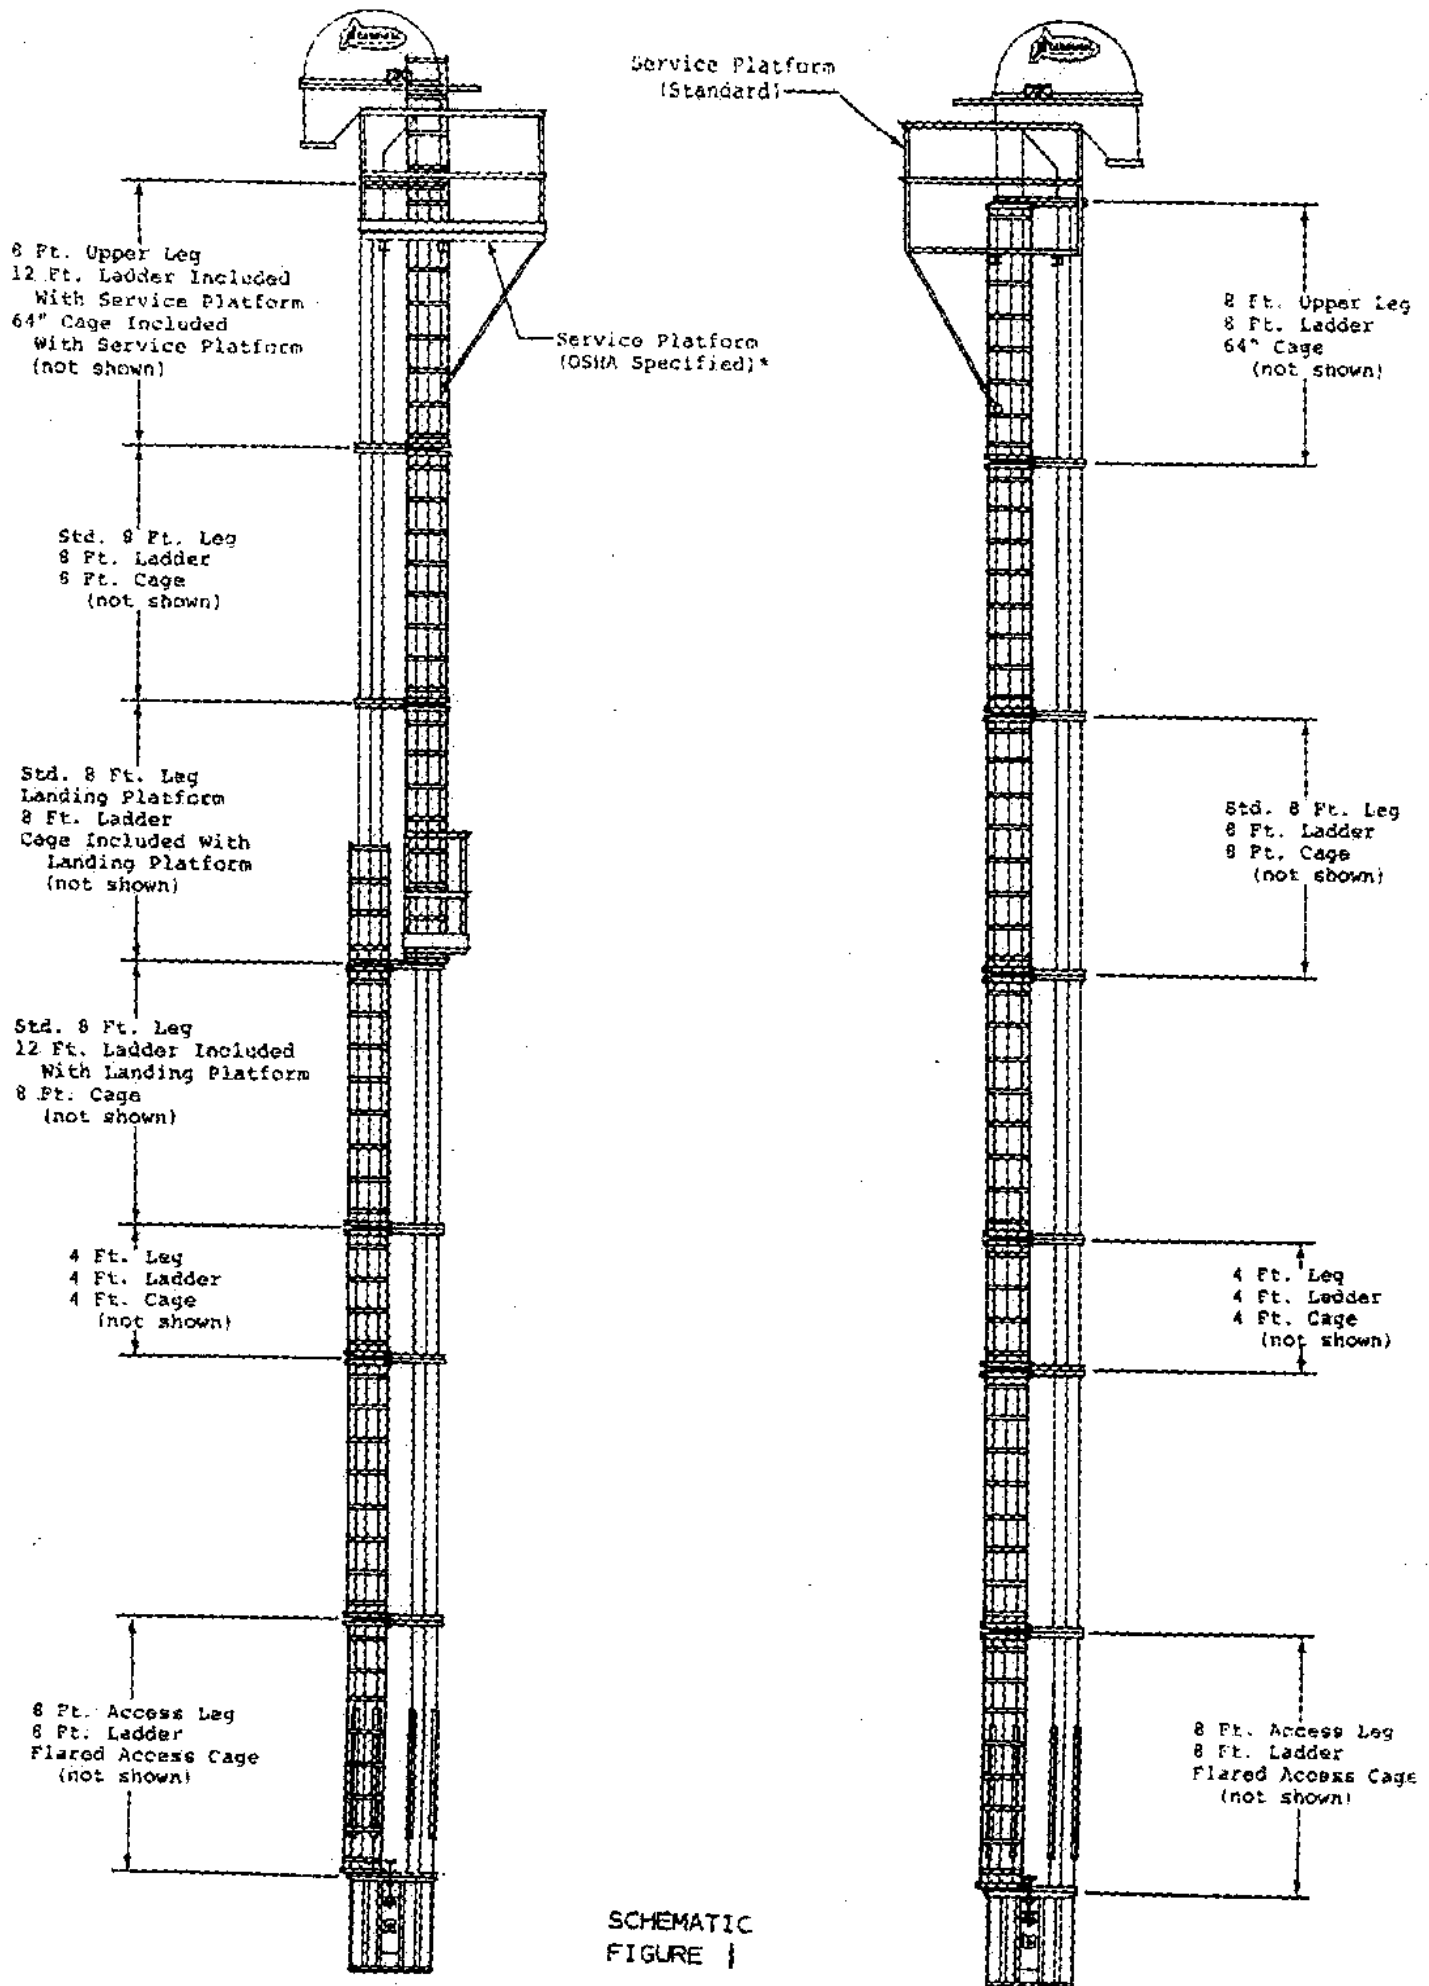 Service Platform
(Standard)
8 Ft. Upper Leg
12 Ft. Ladder Included
With Service Platform
64" Cage Included
With Service Platform
(not shown)
Service Platform
(OSHA Specified)*
8 Ft. Upper Leg
8 Ft. Ladder
64" Cage
(not shown)
Std. 8 Ft. Leg
8 Ft. Ladder
8 Ft. Cage
(not shown)
Std. 8 Ft. Leg
Landing Platform
8 Ft. Ladder
Cage Included With
Landing Platform
(not shown)
Std. 8 Ft. Leg
8 Ft. Ladder
8 Ft. Cage
(not shown)
Std. 8 Ft. Leg
12 Ft. Ladder Included
With Landing Platform
8 Ft. Cage
(not shown)
4 Ft. Leg
4 Ft. Ladder
4 Ft. Cage
(not shown)
4 Ft. Leg
4 Ft. Ladder
4 Ft. Cage
(not shown)
8 Ft. Access Leg
8 Ft. Ladder
Flared Access Cage
(not shown)
8 Ft. Access Leg
8 Ft. Ladder
Flared Access Cage
(not shown)
SCHEMATIC
FIGURE 1